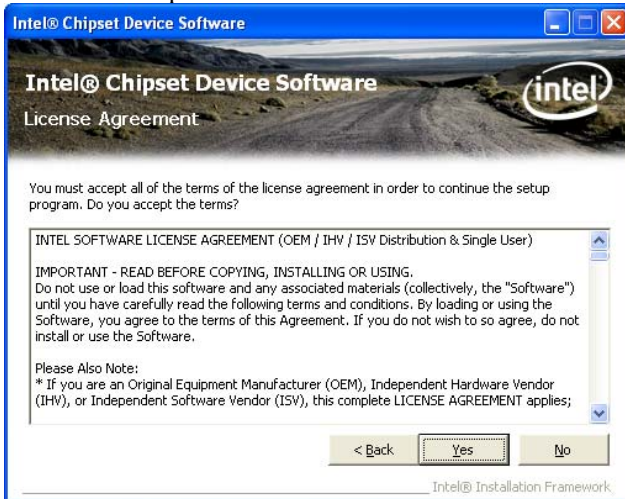 Intel® Chipset Device Software
Intel® Chipset Device Software
intel
License Agreement
You must accept all of the terms of the license agreement in order to continue the setup
program. Do you accept the terms?
INTEL SOFTWARE LICENSE AGREEMENT (OEM / IHV / ISV Distribution & Single User)
IMPORTANT - READ BEFORE COPYING, INSTALLING OR USING.
Do not use or load this software and any associated materials (collectively, the "Software")
until you have carefully read the following terms and conditions. By loading or using the
Software, you agree to the terms of this Agreement. If you do not wish to so agree, do not
install or use the Software.
Please Also Note:
* If you are an Original Equipment Manufacturer (OEM), Independent Hardware Vendor
(IHV), or Independent Software Vendor (ISV), this complete LICENSE AGREEMENT applies;
< Back Yes No
Intel® Installation Framework